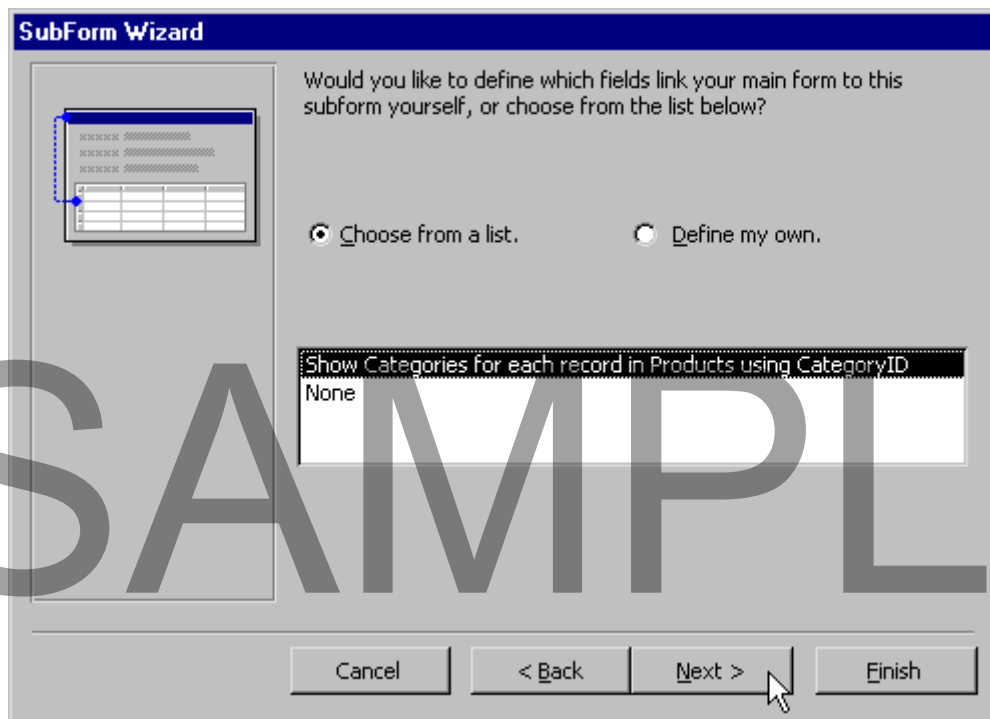 SubForm Wizard
Would you like to define which fields link your main form to this
subform yourself, or choose from the list below?
Choose from a list.
Define my own.
Show Categories for each record in Products using CategoryID
None
SAMPL
Cancel
< Back
Next >
Finish